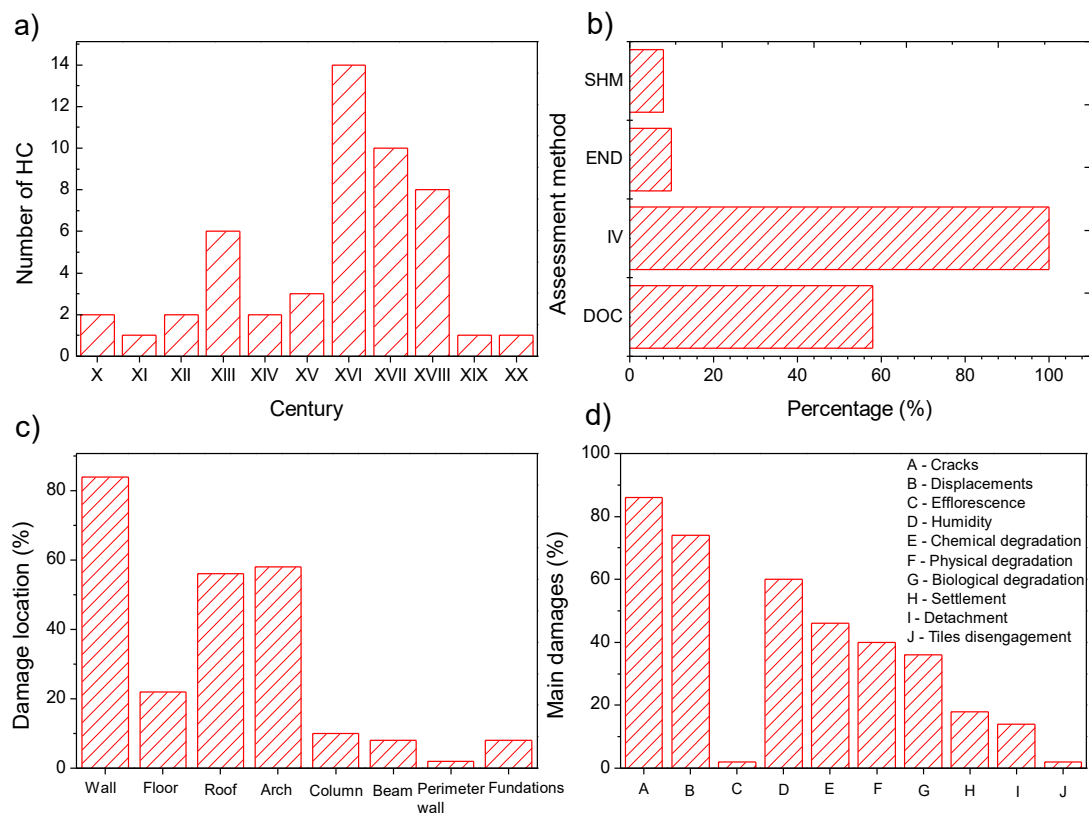 a)
Number of HC
14
12
10
8
6
4
2
0
X XI XII XIII XIV XV XVI XVII XVIII XIX XX
Century
b)
Assessment method
SHM
END
IV
DOC
0 20 40 60 80 100
Percentage (%)
c)
Damage location (%)
80
60
40
20
0
Wall Floor Roof Arch Column Beam Perimeter Fundations
wall
d)
Main damages (%)
100
80
60
40
20
0
A - Cracks
B - Displacements
C - Efflorescence
D - Humidity
E - Chemical degradation
F - Physical degradation
G - Biological degradation
H - Settlement
I - Detachment
J - Tiles disengagement
A B C D E F G H I J